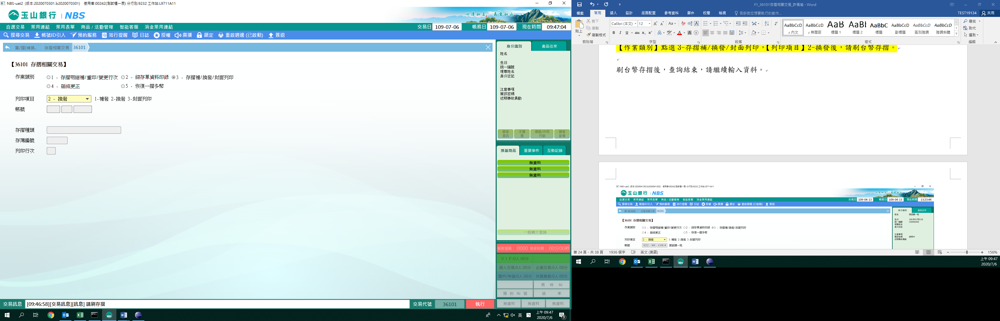 NBS-uat2 (版本:2020070301.b2020070301) 使用者:00242(測試櫃一辰) 分行別:9232 工作站:L9711A11
玉山銀行 | NBS
心清如玉 義重如山
自選交易 常用連結 常用表單 商品 / 活動管理 智能客服 消金常用連結
交易日 109-07-06 帳務日 109-07-06 現在時間 09:47:04
搜尋交易 帳號ID引入 預約服務 蒞行提醒 日誌 授權 廣播 鎖定 重啟週邊 (已啟動) 簽退
單/摺(補換.. 存摺相關交易 36101
【36101 存摺相關交易】
作業類別
1 - 存摺明細補/重印/變更行次 2 - 綜存單資料印錄 3 - 存摺補/換發/封面列印
4 - 磁條更正 5 - 恢復一摺多幣
列印項目 2 - 換發 1-補發 2-換發 3-封面列印
帳號
存摺種類
存簿編號
列印行次
身分識別 產品往來
姓名
生日
統一編號
理專姓名
身分註記
注意事項
簡訊密碼
近期事故異動
顧客資訊 手續費 通路/共同行銷 顧客影像
推薦商品 重要事件 互動記錄
無資料
無資料
無資料
一般轉介登錄
服務號碼: 0000 等候時間: 00分00秒
VIP:0人 00分
個人交易:0人 00分 企業交易:0人 00分
開戶/申請:0人 00分 外匯業務:0人 00分
再 呼 叫
預 約 叫 號 結 束
無資料 無資料 無資料
交易訊息 [09:46:58][交易訊息][訊息] 請刷存摺
交易代號 36101 執行
英
上午 09:47
2020/7/6
3
F1_36101存摺相關交易_許佩瑜 - Word
檔案 常用 插入 設計 版面配置 參考資料 郵件 校閱 檢視 告訴我您想要執行的動作...
TEST19134 共用
貼上 剪下
複製
複製格式
剪貼簿
Calibri (本文) 12
字型
段落
AaBbCcD 內文
AaBbCcD 無間距
AaB 標題 1
AaBl 標題 2
AaBbC 標題
AaBbCcD 副標題
AaBbCcD 區別強調
AaBbCcD 強調斜體
樣式
尋找
取代
選取
編輯
【作業類別】點選 3-存摺補/換發/封面列印,【列印項目】2-換發後,請刷台幣存摺。
刷台幣存摺後,查詢結束,請繼續輸入資料。
NBS-uat2 (版本:2020041302.b2020041302) 使用者:00242(測試櫃一辰) 分行別:9232 工作站:L9711A11
玉山銀行 | NBS
自選交易 常用連結 常用表單 商品 / 活動管理 智能客服 消金常用連結
交易日 109-04-13 帳務日 109-04-13 現在時間 13:23:44
搜尋交易 帳號ID引入 預約服務 蒞行提醒 日誌 授權 廣播 鎖定 重啟週邊 (已啟動) 簽退
單/摺(補換.. 存摺相關交易 36101
【36101 存摺相關交易】
作業類別
1 - 存摺明細補/重印/變更行次 2 - 綜存單資料印錄 3 - 存摺補/換發/封面列印
4 - 磁條更正 5 - 恢復一摺多幣
列印項目 2 - 換發 1-補發 2-換發 3-封面列印
帳號 9232 968 610614
身分識別 產品往來
姓名
生日 1981年01月01日
統一編號
理專姓名
身分註記
注意事項
簡訊密碼 使用中
近期事故異動
第 24 頁,共 38 頁 1936 個字 英文 (美國)
156%
上午 09:47
2020/7/6